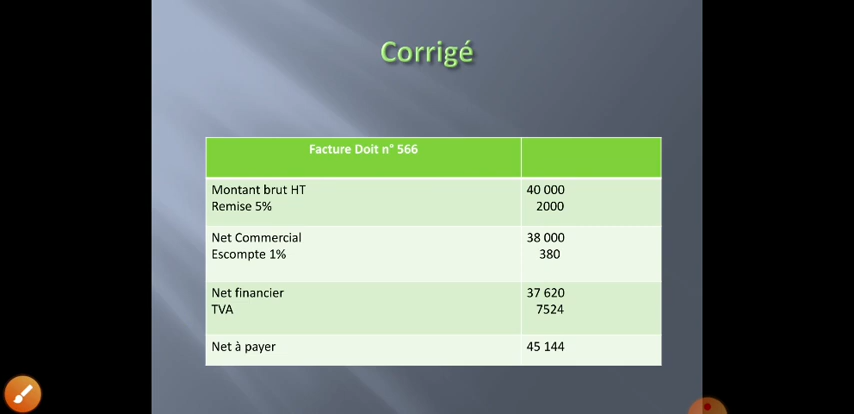 Corrigé
Facture Doit n° 566
Montant brut HT 40 000
Remise 5% 2000
Net Commercial 38 000
Escompte 1% 380
Net financier 37 620
TVA 7524
Net à payer 45 144